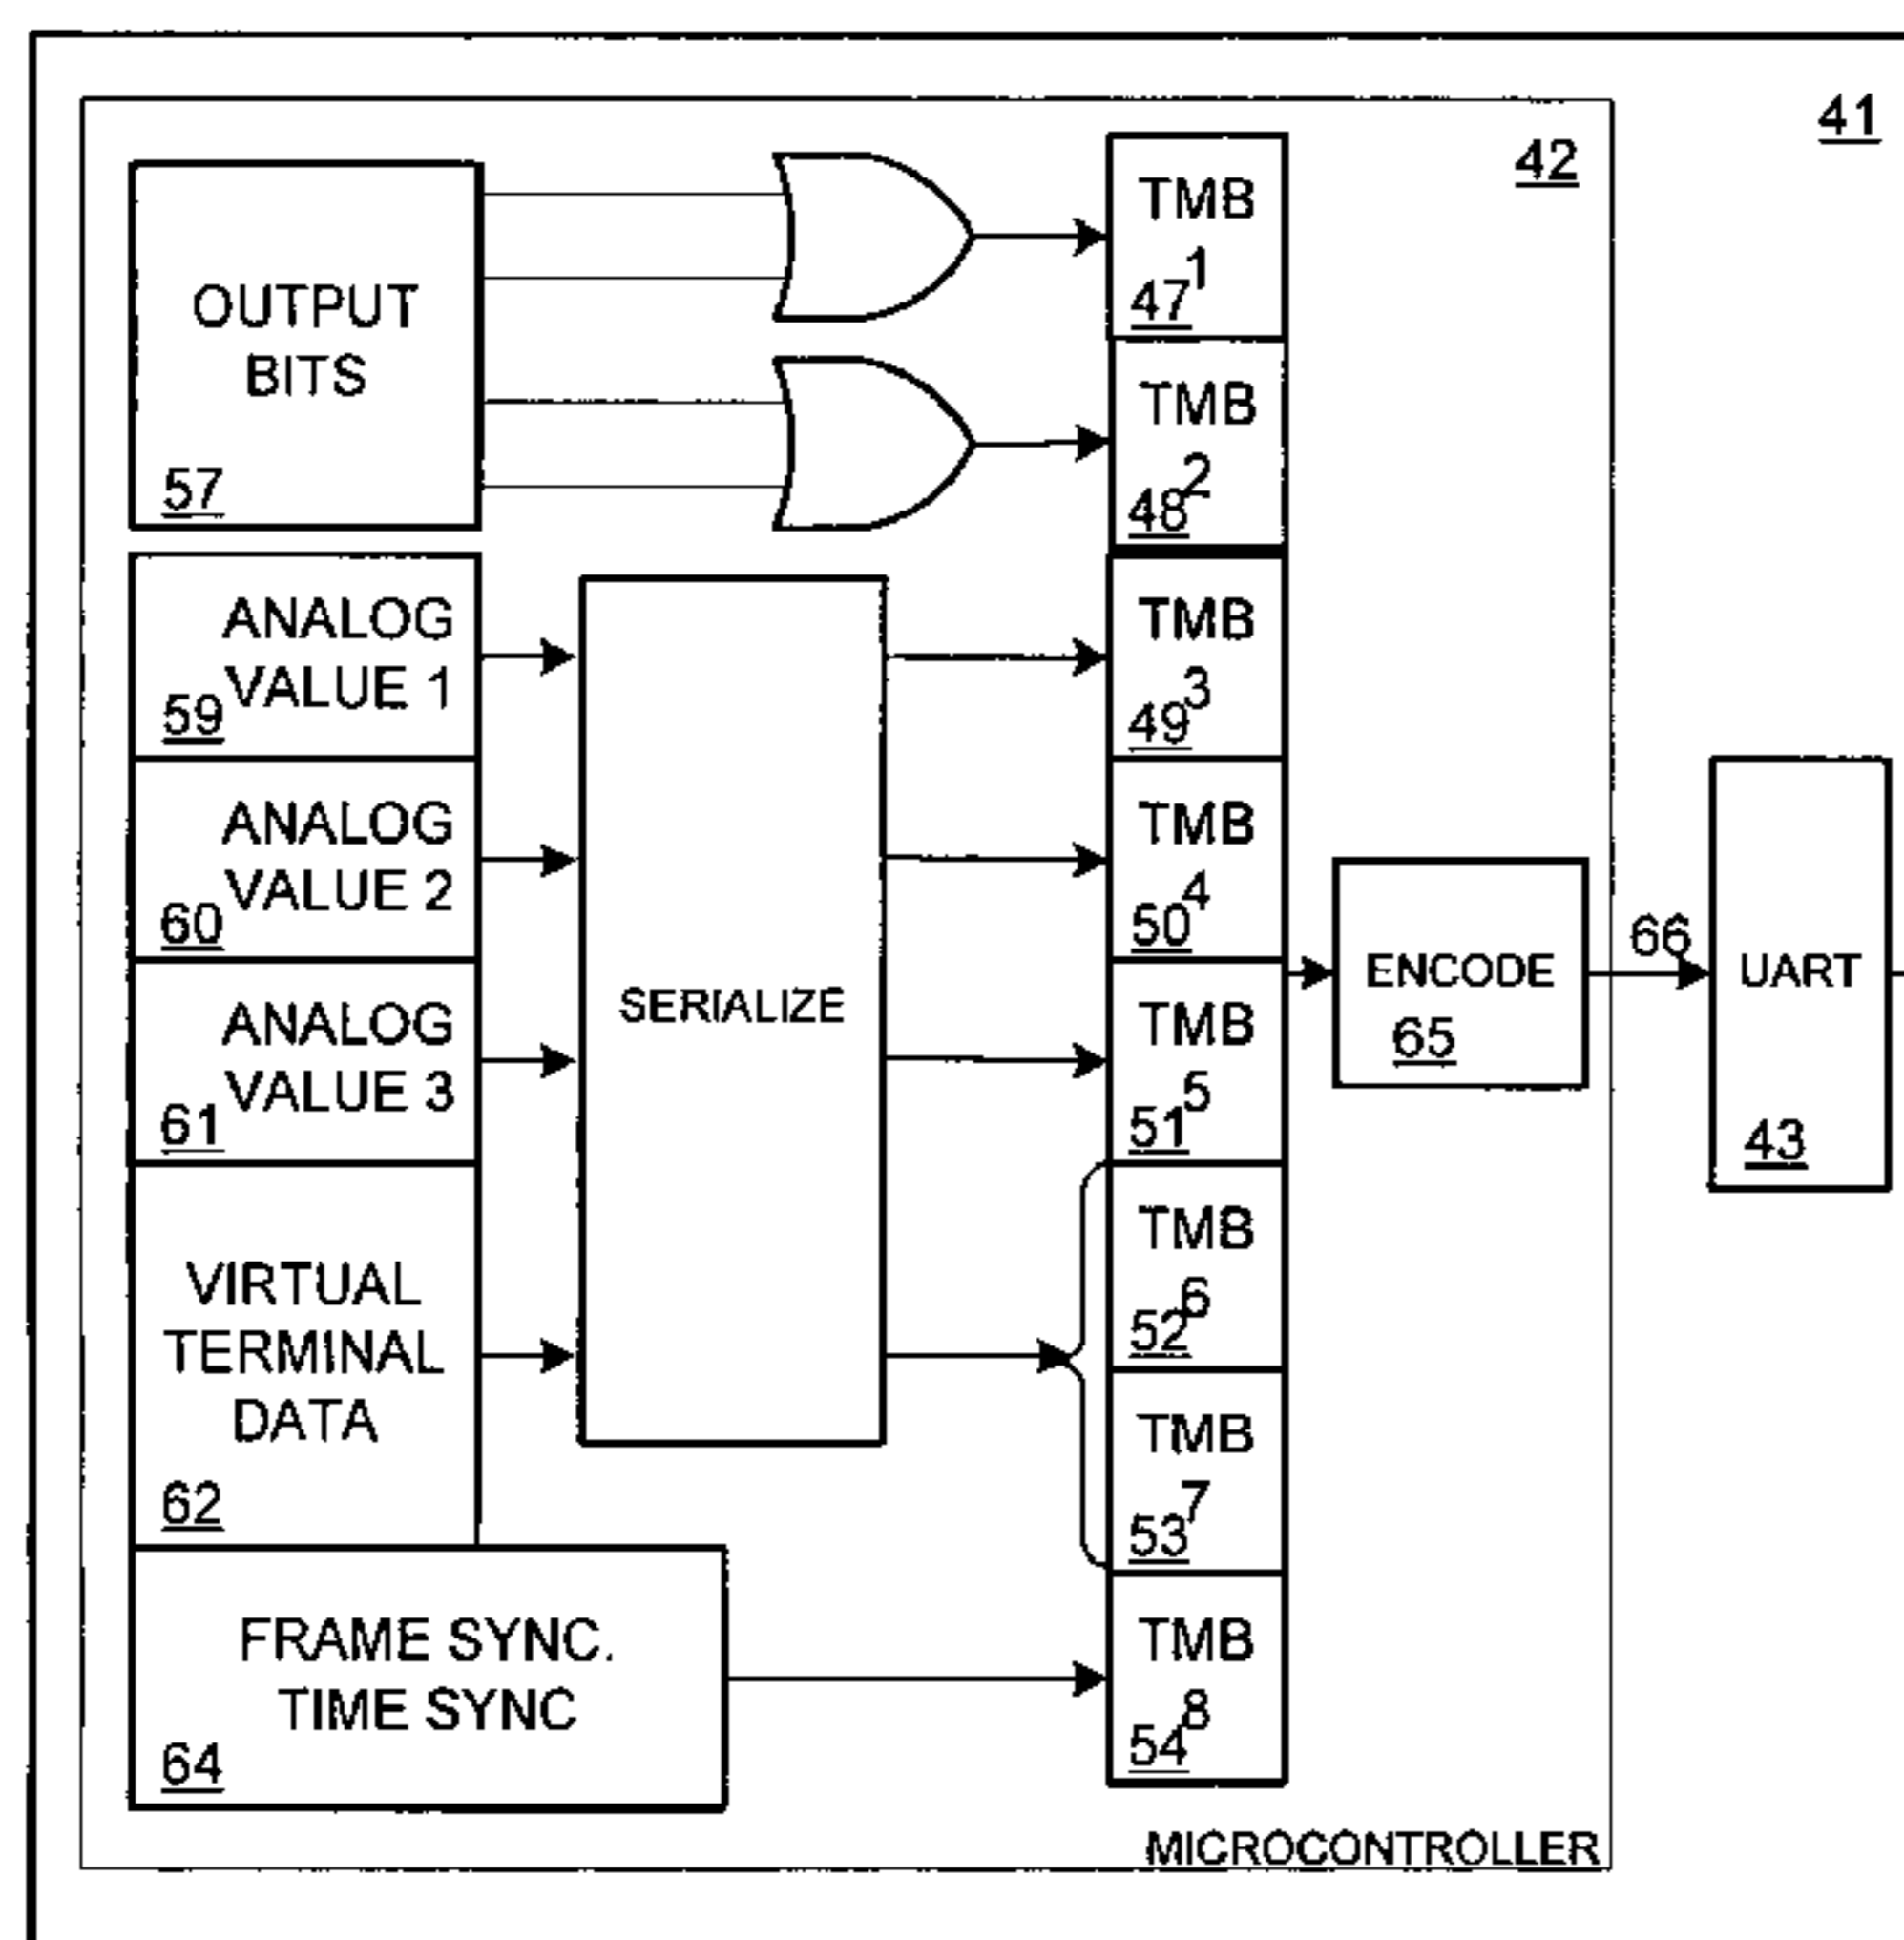 41
42
OUTPUT
BITS
57
ANALOG
VALUE 1
59
ANALOG
VALUE 2
60
ANALOG
VALUE 3
61
VIRTUAL
TERMINAL
DATA
62
FRAME SYNC.
TIME SYNC
64
SERIALIZE
TMB
1
47
TMB
2
48
TMB
3
49
TMB
4
50
TMB
5
51
TMB
6
52
TMB
7
53
TMB
8
54
ENCODE
65
66
UART
43
MICROCONTROLLER